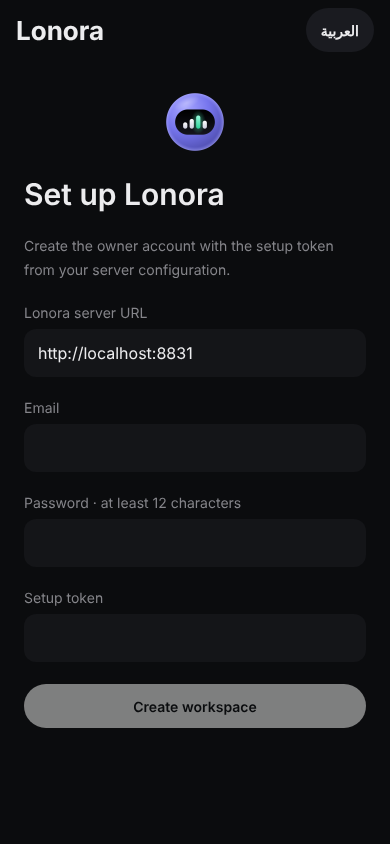 Lonora
العربية
Set up Lonora
Create the owner account with the setup token
from your server configuration.
Lonora server URL
http://localhost:8831
Email
Password · at least 12 characters
Setup token
Create workspace